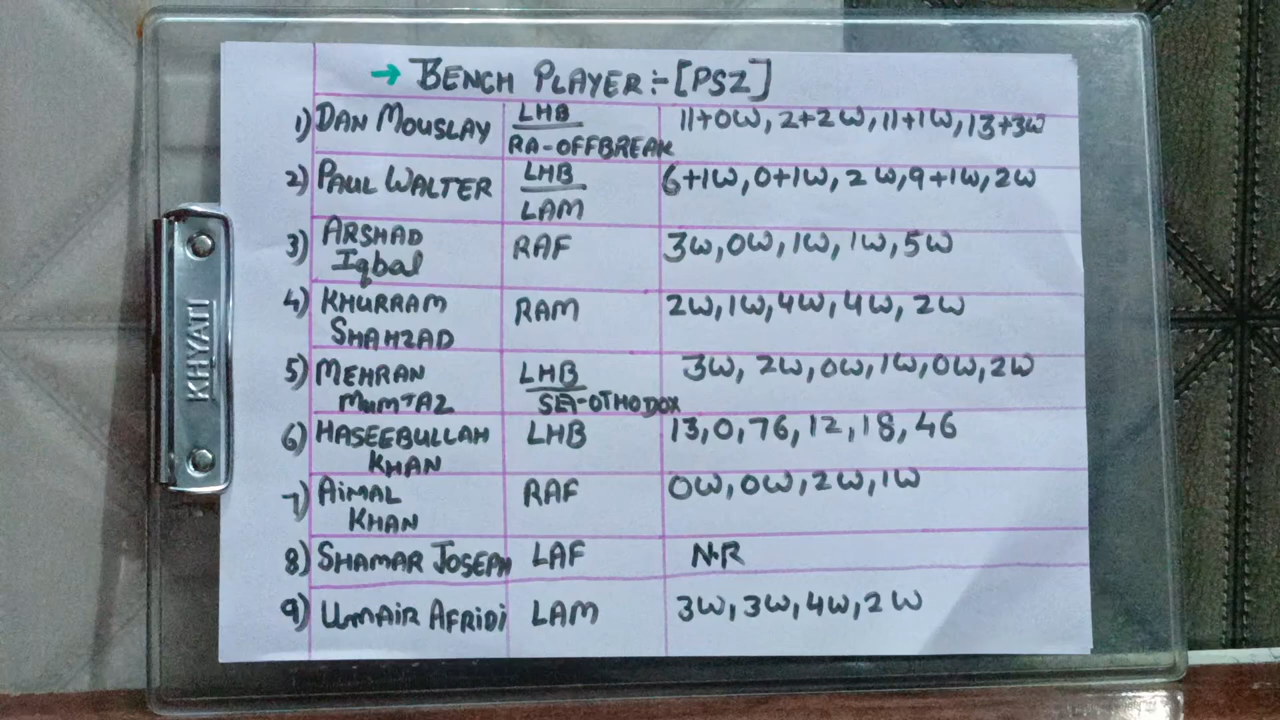 → BENCH PLAYER:-[PSZ]
1) DAN MOUSLAY LHB 11+0W, 2+2W, 11+1W, 13+3W
RA-OFFBREAK
2) PAUL WALTER LHB 6+1W, 0+1W, 2W, 9+1W, 2W
LAM
3) ARSHAD RAF 3W, 0W, 1W, 1W, 5W
Iqbal
4) KHURRAM RAM 2W, 1W, 4W, 4W, 2W
SHAHZAD
5) MEHRAN LHB 3W, 2W, 0W, 1W, 0W, 2W
MUMTAZ -OTHODOX
6) HASEEBULLAH LHB 13, 0, 76, 12, 18, 46
KHAN
7) AIMAL RAF 0W, 0W, 2W, 1W
KHAN
8) SHAMAR JOSEPH LAF N.R
9) UMAIR AFRIDI LAM 3W, 3W, 4W, 2W
KHYATI